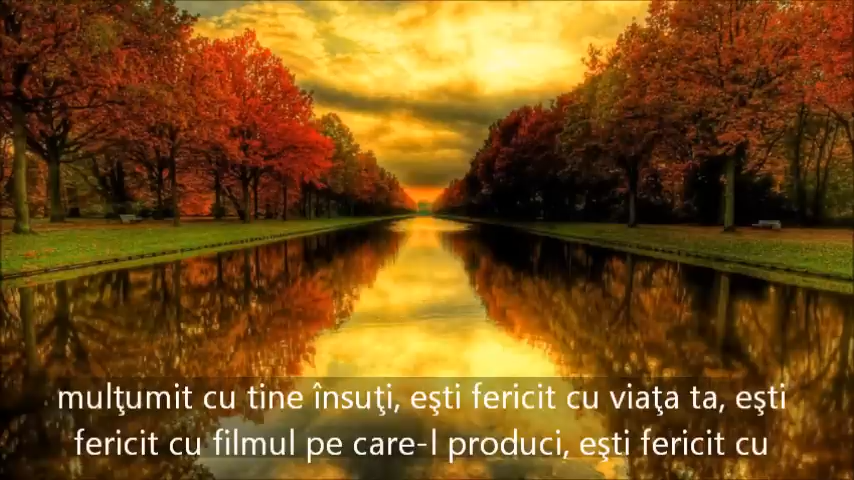 mulţumit cu tine însuţi, eşti fericit cu viaţa ta, eşti
fericit cu filmul pe care-l produci, eşti fericit cu